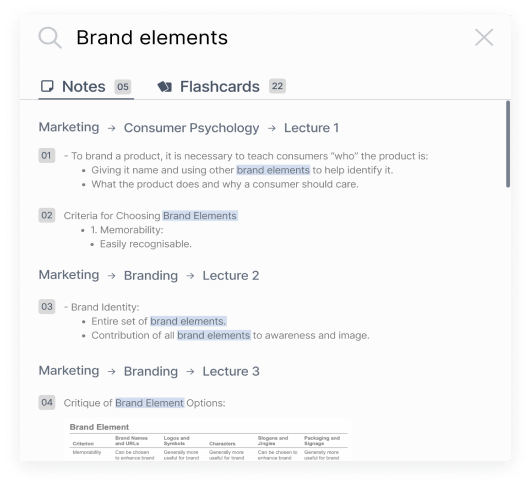 Brand elements
Notes 05 Flashcards 22
Marketing → Consumer Psychology → Lecture 1
01 - To brand a product, it is necessary to teach consumers "who" the product is:
• Giving it name and using other brand elements to help identify it.
• What the product does and why a consumer should care.
02 Criteria for Choosing Brand Elements
• 1. Memorability:
• Easily recognisable.
Marketing → Branding → Lecture 2
03 - Brand Identity:
• Entire set of brand elements.
• Contribution of all brand elements to awareness and image.
Marketing → Branding → Lecture 3
04 Critique of Brand Element Options:
Brand Element
Brand Names Logos and Slogans and Packaging and
Criterion and URLs Symbols Characters Jingles Signage
Memorability Can be chosen Generally more Generally more Can be chosen to Generally more
to enhance brand useful for brand useful for brand enhance brand useful for brand